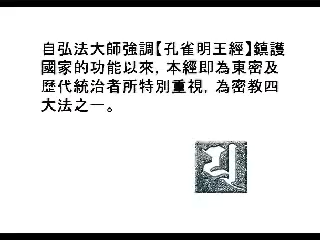 自弘法大師強調【孔雀明王經】鎮護
國家的功能以來，本經即為東密及
歷代統治者所特別重視，為密教四
大法之一。